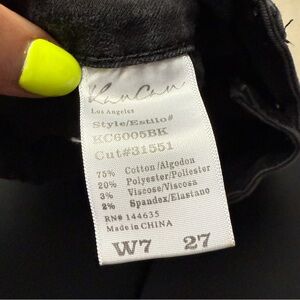 KanCan
Los Angeles
Style/Estilo#
KC6005BK
Cut#31551
75% Cotton/Algodon
20% Polyester/Poliester
3% Viscose/Viscosa
2% Spandex/Elastano
RN# 144635
Made in CHINA
W7 27